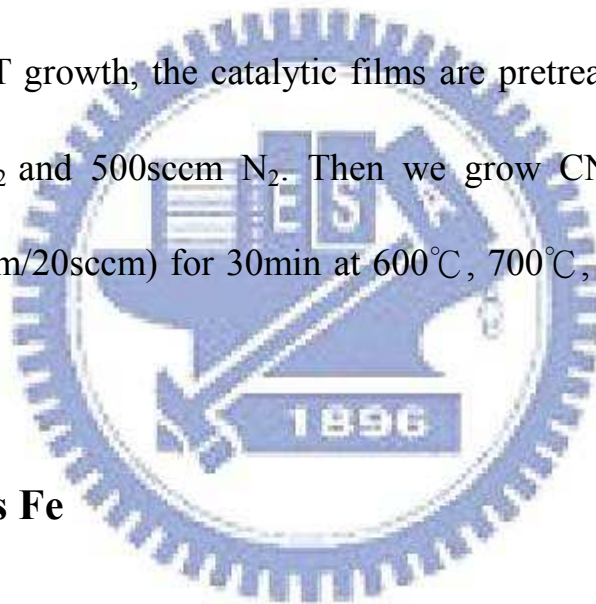 T growth, the catalytic films are pretrea
₂ and 500sccm N₂. Then we grow CN
m/20sccm) for 30min at 600℃, 700℃,
E S A
1896
s Fe